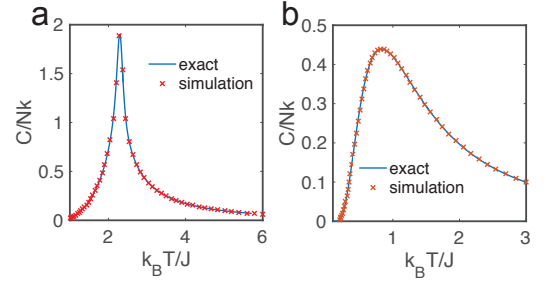 a
2
1.5
1
0.5
0
2
4
6
C/Nk
k_BT/J
exact
simulation
b
0.5
0.4
0.3
0.2
0.1
0
1
2
3
C/Nk
k_BT/J
exact
simulation